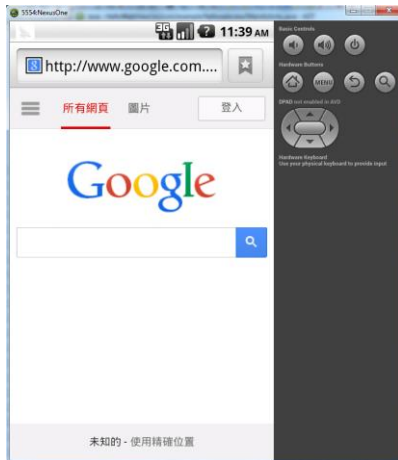 5554:NexusOne
3G 11:39 AM
http://www.google.com....
所有網頁 圖片 登入
Google
未知的 - 使用精確位置
Basic Controls
Hardware Buttons
MENU
DPAD not enabled in AVD
Hardware Keyboard
Use your physical keyboard to provide input